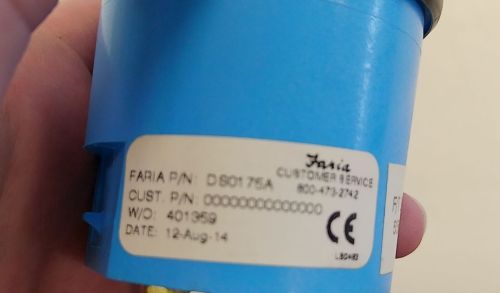 Faria
CUSTOMER SERVICE
800-473-2742
FARIA P/N: DS0175A
CUST. P/N: 00000000000000
W/O: 401359
DATE: 12-Aug-14
CE